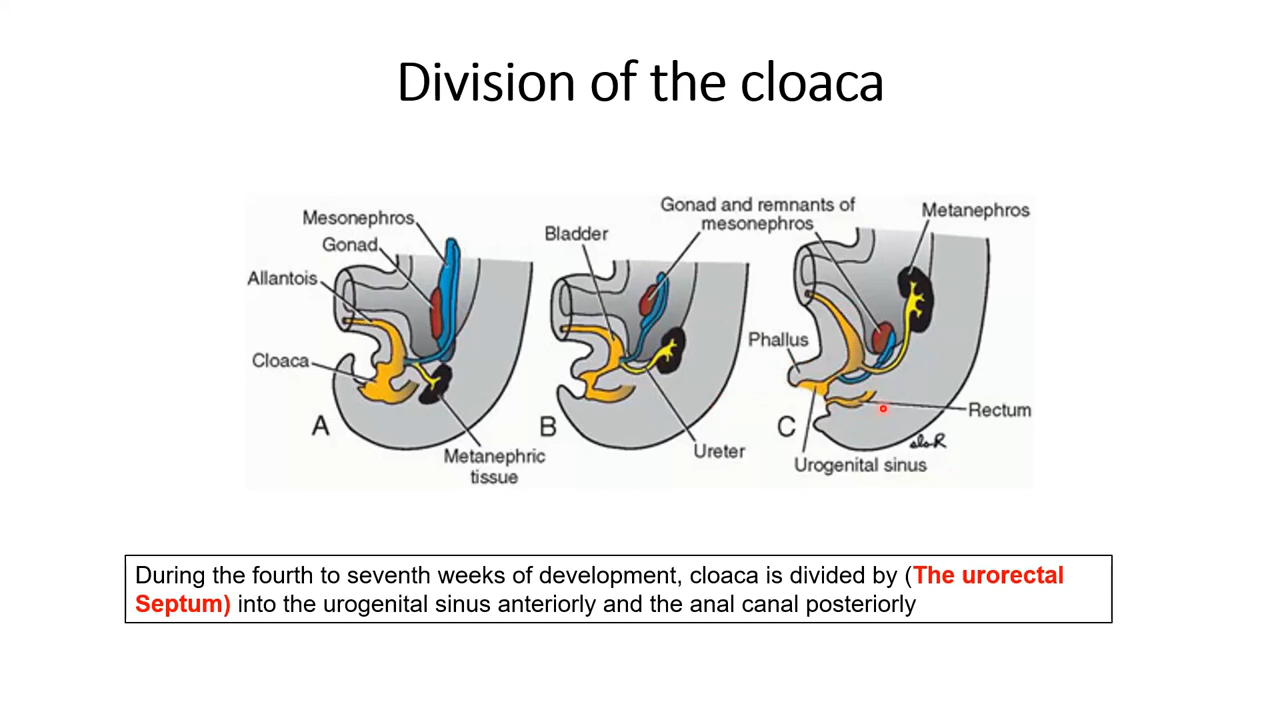 Division of the cloaca
Mesonephros
Gonad
Allantois
Cloaca
A
Metanephric
tissue
Bladder
B
Ureter
Gonad and remnants of
mesonephros
Metanephros
Phallus
C
Rectum
Urogenital sinus
During the fourth to seventh weeks of development, cloaca is divided by (The urorectal
Septum) into the urogenital sinus anteriorly and the anal canal posteriorly